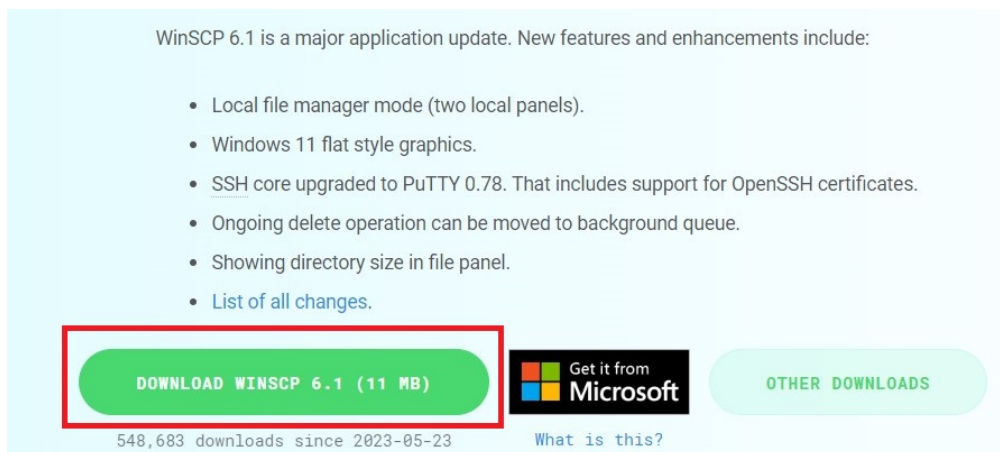 WinSCP 6.1 is a major application update. New features and enhancements include:
• Local file manager mode (two local panels).
• Windows 11 flat style graphics.
• SSH core upgraded to PuTTY 0.78. That includes support for OpenSSH certificates.
• Ongoing delete operation can be moved to background queue.
• Showing directory size in file panel.
• List of all changes.
DOWNLOAD WINSCP 6.1 (11 MB)
Get it from
Microsoft
OTHER DOWNLOADS
548,683 downloads since 2023-05-23
What is this?